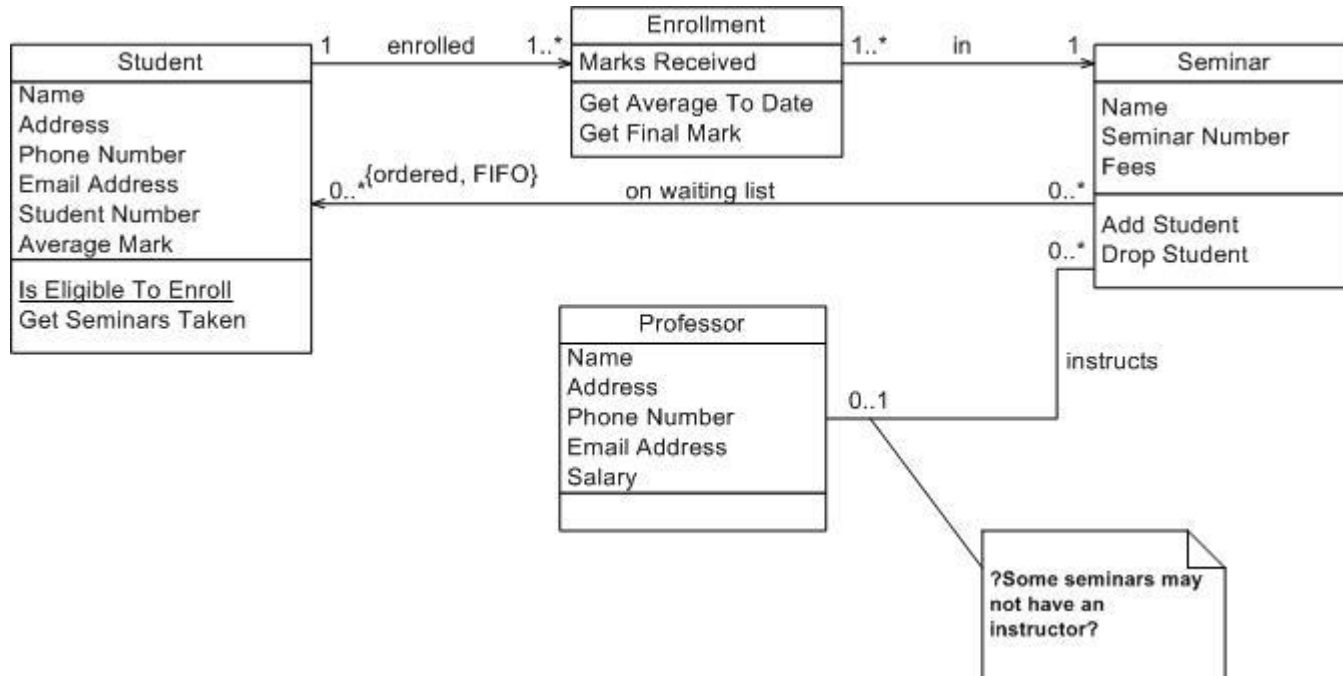 Student
Name
Address
Phone Number
Email Address
Student Number
Average Mark
Is Eligible To Enroll
Get Seminars Taken
1 enrolled 1..*
Enrollment
Marks Received
Get Average To Date
Get Final Mark
1..* in 1
Seminar
Name
Seminar Number
Fees
Add Student
Drop Student
{ordered, FIFO}
0..* on waiting list 0..*
0..*
instructs
0..1
Professor
Name
Address
Phone Number
Email Address
Salary
?Some seminars may
not have an
instructor?